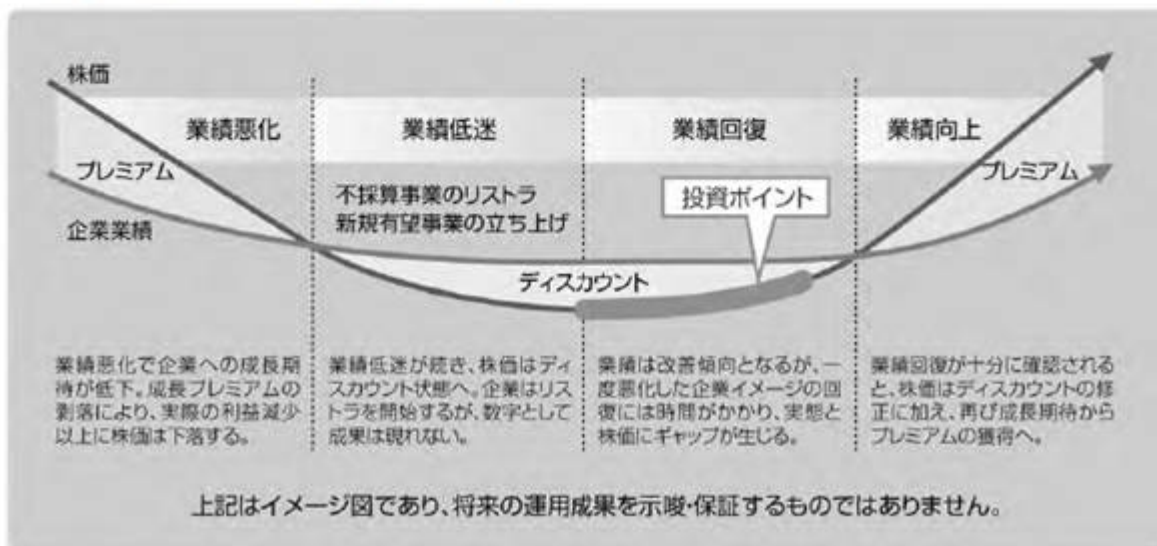 株価
業績悪化
業績低迷
業績回復
業績向上
プレミアム
企業業績
不採算事業のリストラ
新規有望事業の立ち上げ
投資ポイント
プレミアム
ディスカウント
業績悪化で企業への成長期
待が低下。成長プレミアムの
剥落により、実際の利益減少
以上に株価は下落する。
業績低迷が続き、株価はディ
スカウント状態へ。企業はリス
トラを開始するが、数字として
成果は現れない。
業績は改善傾向となるが、一
度悪化した企業イメージの回
復には時間がかかり、実態と
株価にギャップが生じる。
業績回復が十分に確認される
と、株価はディスカウントの修
正に加え、再び成長期待から
プレミアムの獲得へ。
上記はイメージ図であり、将来の運用成果を示唆・保証するものではありません。